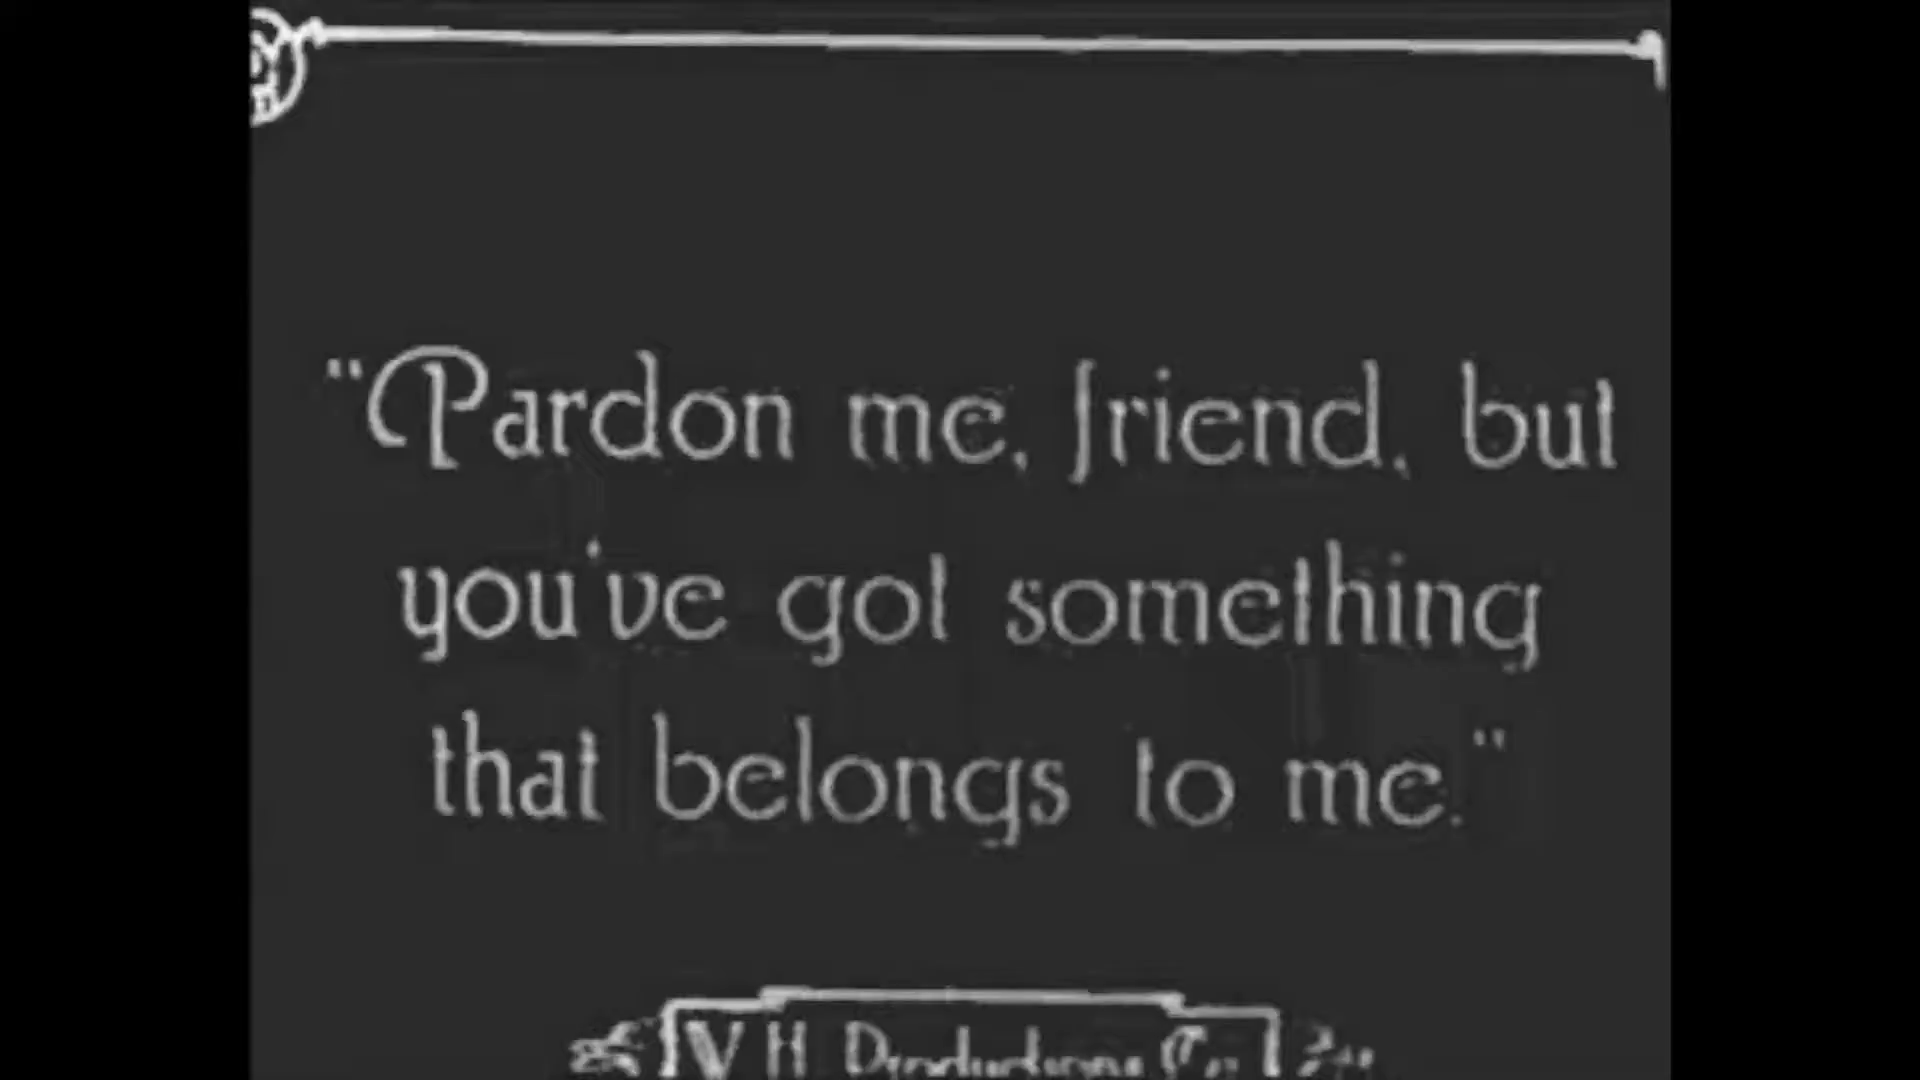 "Pardon me, friend, but
you've got something
that belongs to me."